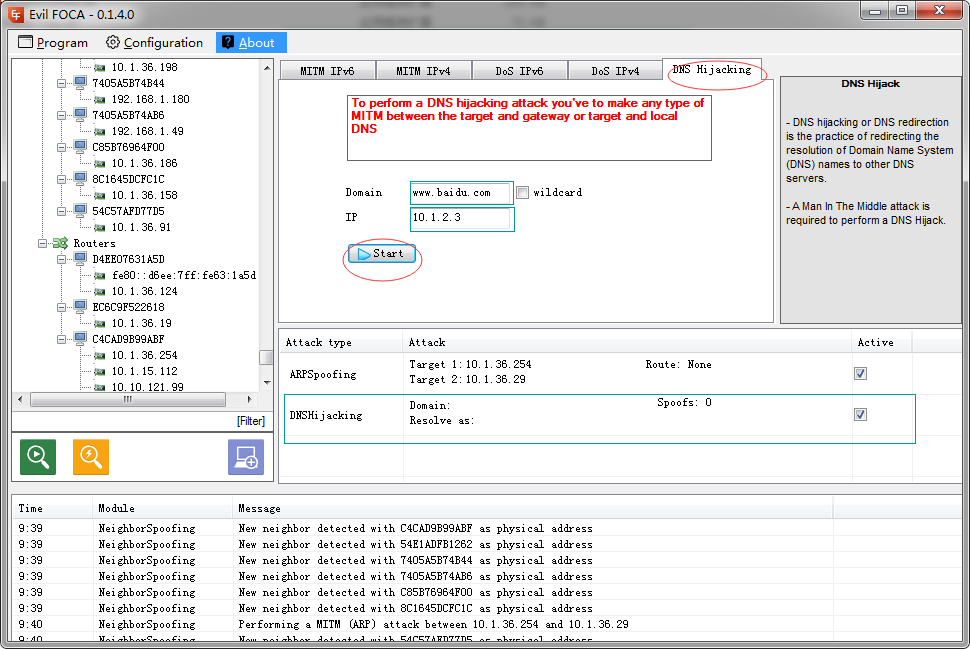 Evil FOCA - 0.1.4.0
Program Configuration About
10.1.36.198
7405A5B74B44
192.168.1.180
7405A5B74AB6
192.168.1.49
C85B76964F00
10.1.36.186
8C1645DCFC1C
10.1.36.158
54C57AFD77D5
10.1.36.91
Routers
D4EE07631A5D
fe80::d6ee:7ff:fe63:1a5d
10.1.36.124
EC6C9F522618
10.1.36.19
C4CAD9B99ABF
10.1.36.254
10.1.15.112
10.10.121.99
[Filter]
MITM IPv6 MITM IPv4 DoS IPv6 DoS IPv4 DNS Hijacking
To perform a DNS hijacking attack you've to make any type of
MITM between the target and gateway or target and local
DNS
Domain www.baidu.com wildcard
IP 10.1.2.3
Start
DNS Hijack
- DNS hijacking or DNS redirection
is the practice of redirecting the
resolution of Domain Name System
(DNS) names to other DNS
servers.
- A Man In The Middle attack is
required to perform a DNS Hijack.
Attack type Attack Active
ARPSpoofing Target 1:10.1.36.254 Route: None
Target 2:10.1.36.29
DNSHijacking Domain: Spoofs: 0
Resolve as:
Time Module Message
9:39 NeighborSpoofing New neighbor detected with C4CAD9B99ABF as physical address
9:39 NeighborSpoofing New neighbor detected with 54E1ADFB1262 as physical address
9:39 NeighborSpoofing New neighbor detected with 7405A5B74B44 as physical address
9:39 NeighborSpoofing New neighbor detected with 7405A5B74AB6 as physical address
9:39 NeighborSpoofing New neighbor detected with C85B76964F00 as physical address
9:39 NeighborSpoofing New neighbor detected with 8C1645DCFC1C as physical address
9:40 NeighborSpoofing Performing a MITM (ARP) attack between 10.1.36.254 and 10.1.36.29
9:40 NeighborSpoofing New neighbor detected with 54C57AFD77D5 as physical address